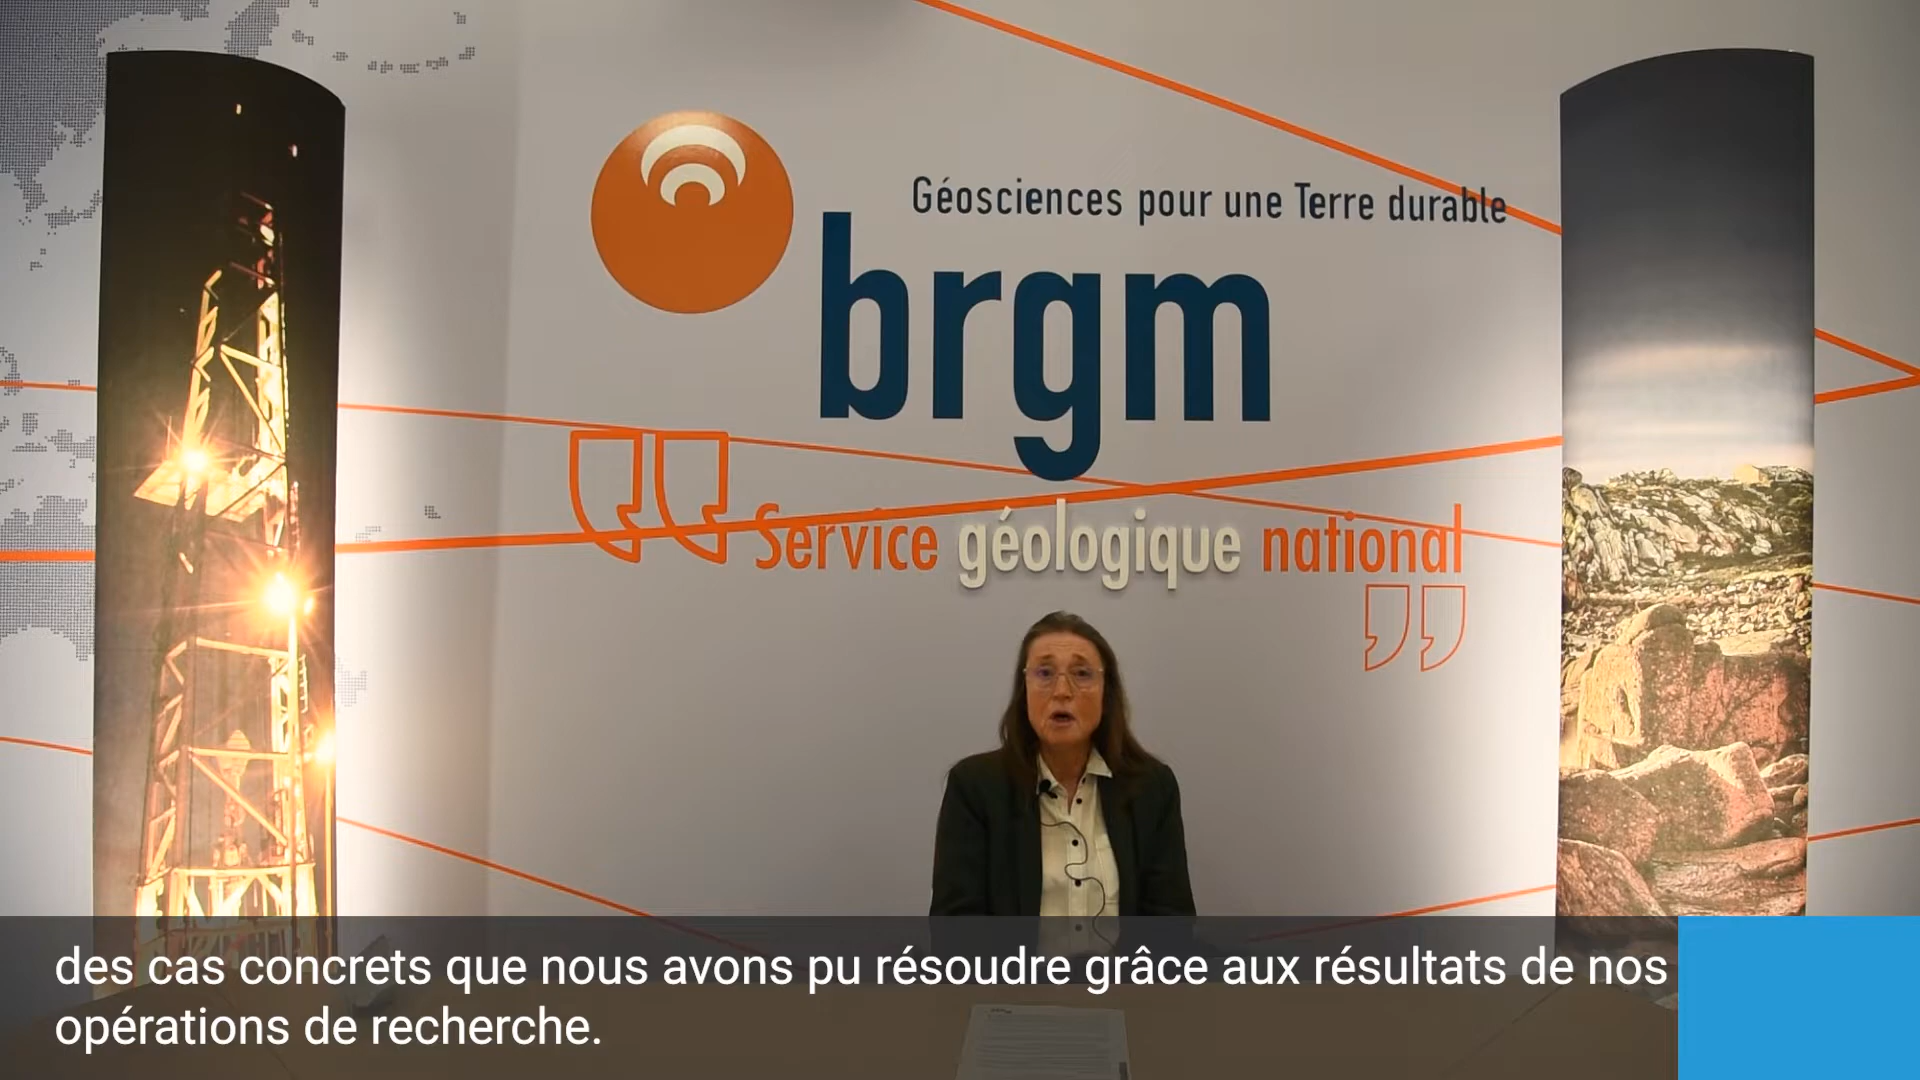 Géosciences pour une Terre durable
brgm
Service géologique national
des cas concrets que nous avons pu résoudre grâce aux résultats de nos
opérations de recherche.